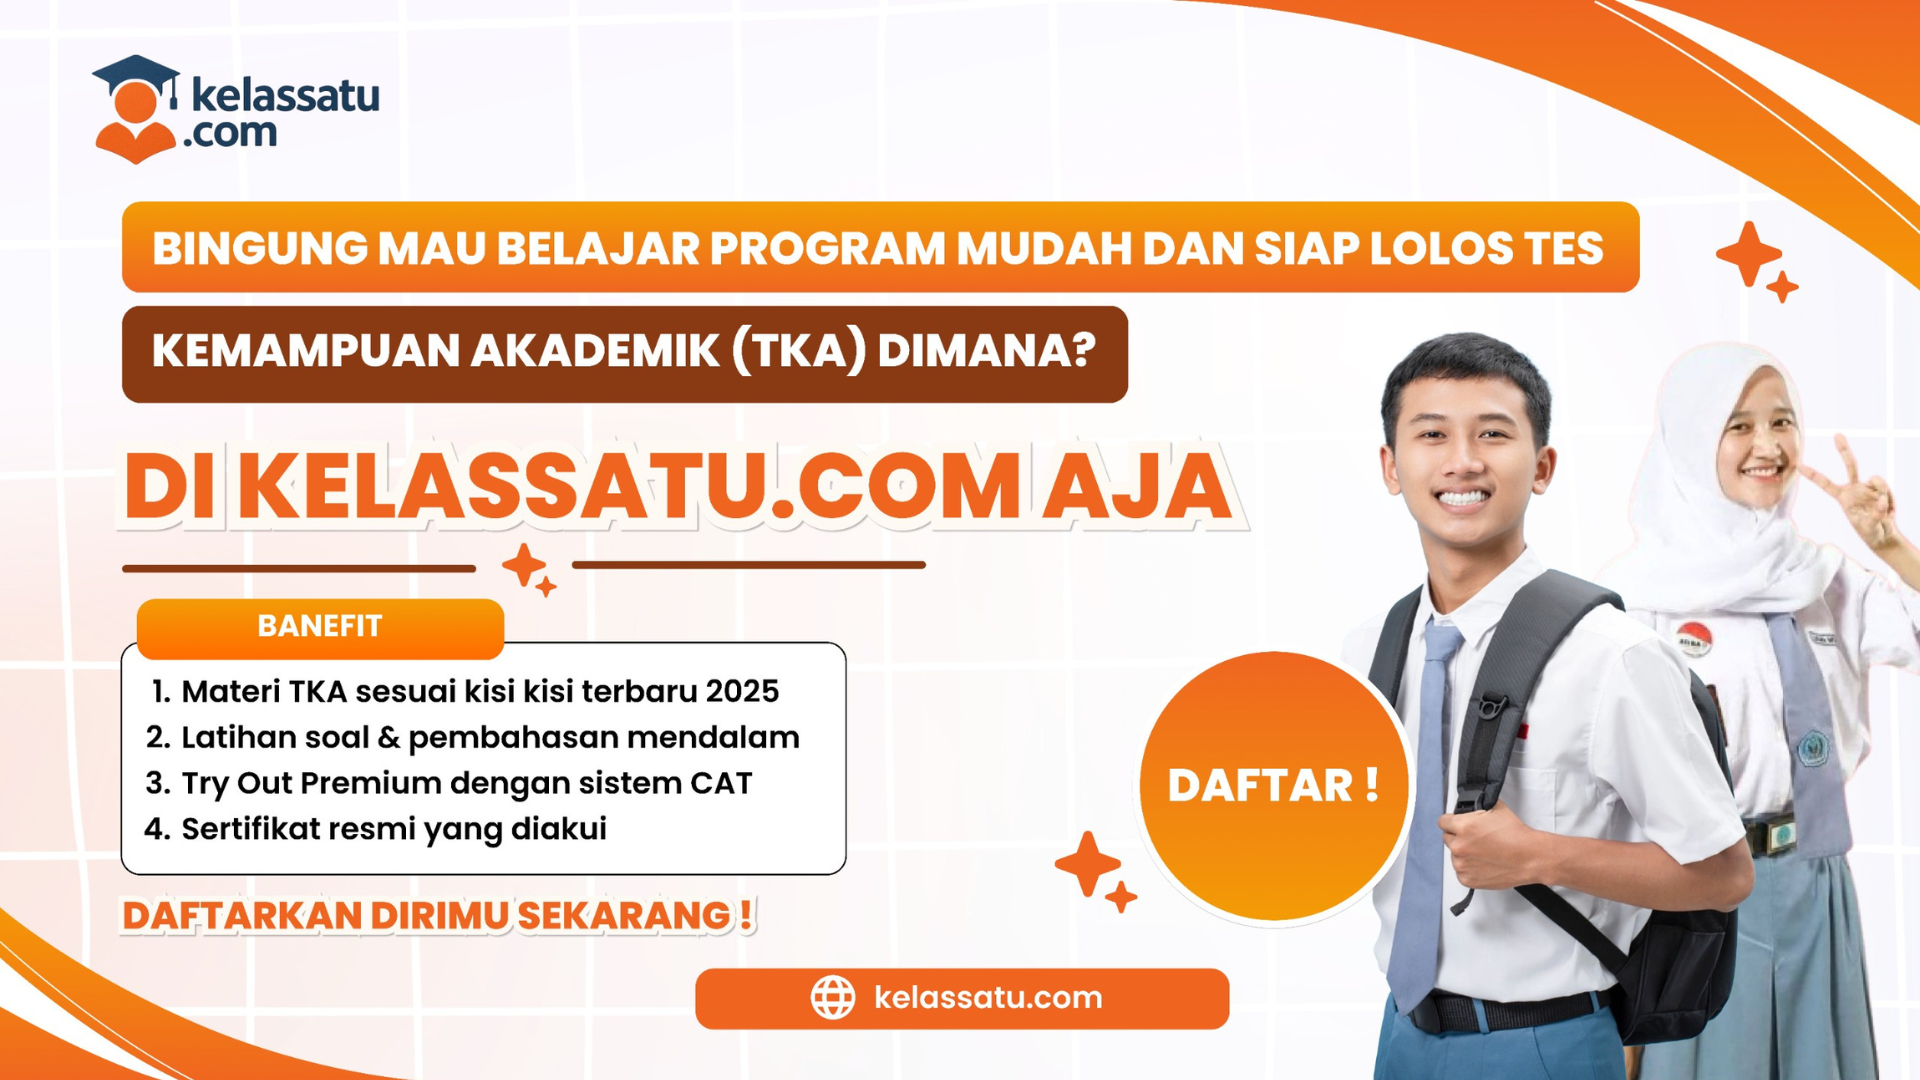 kelassatu
.com
BINGUNG MAU BELAJAR PROGRAM MUDAH DAN SIAP LOLOS TES
KEMAMPUAN AKADEMIK (TKA) DIMANA?
DI KELASSATU.COM AJA
BANEFIT
1. Materi TKA sesuai kisi kisi terbaru 2025
2. Latihan soal & pembahasan mendalam
3. Try Out Premium dengan sistem CAT
4. Sertifikat resmi yang diakui
DAFTAR !
DAFTARKAN DIRIMU SEKARANG !
kelassatu.com